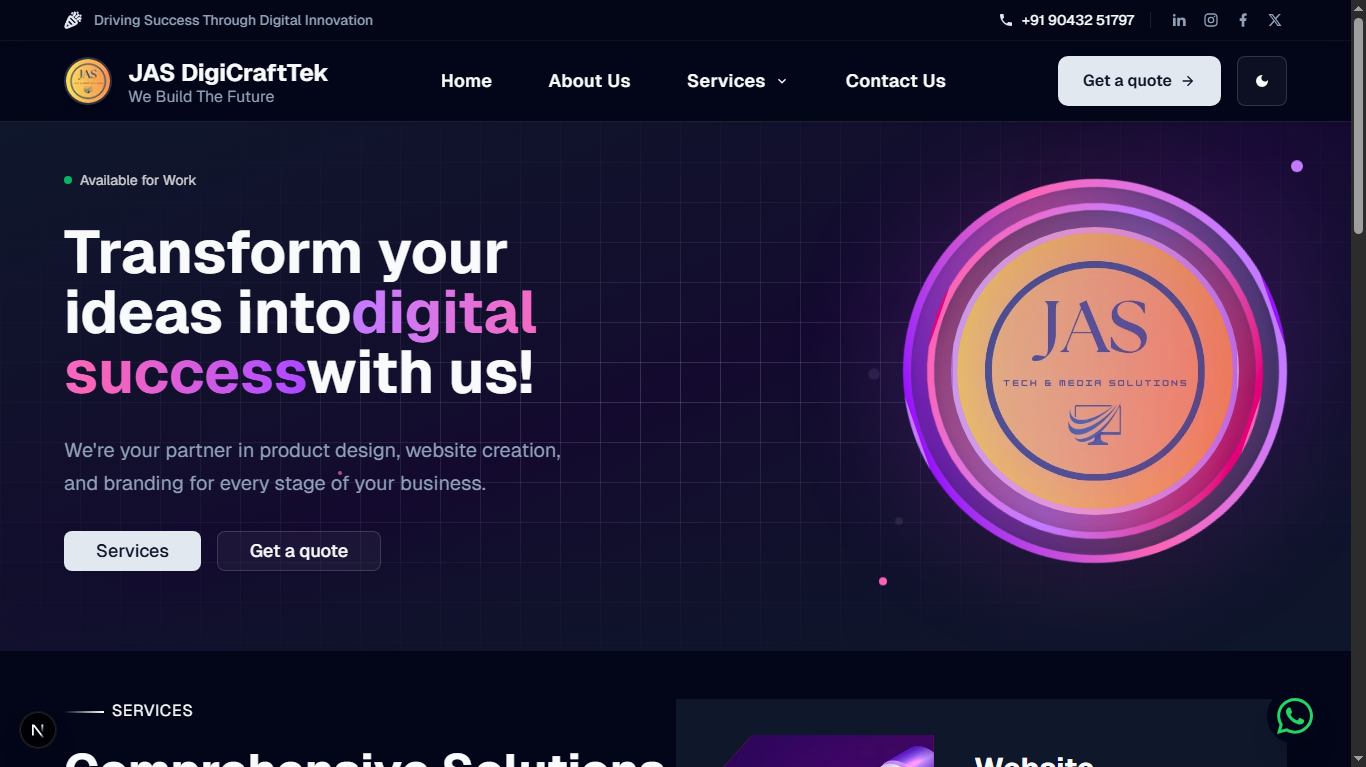 Driving Success Through Digital Innovation
+91 90432 51797
JAS
JAS DigiCraftTek
We Build The Future
Home
About Us
Services
Contact Us
Get a quote
Available for Work
Transform your
ideas intodigital
successwith us!
We're your partner in product design, website creation,
and branding for every stage of your business.
Services
Get a quote
JAS
TECH & MEDIA SOLUTIONS
SERVICES
Comprehensive Solutions
Website
N